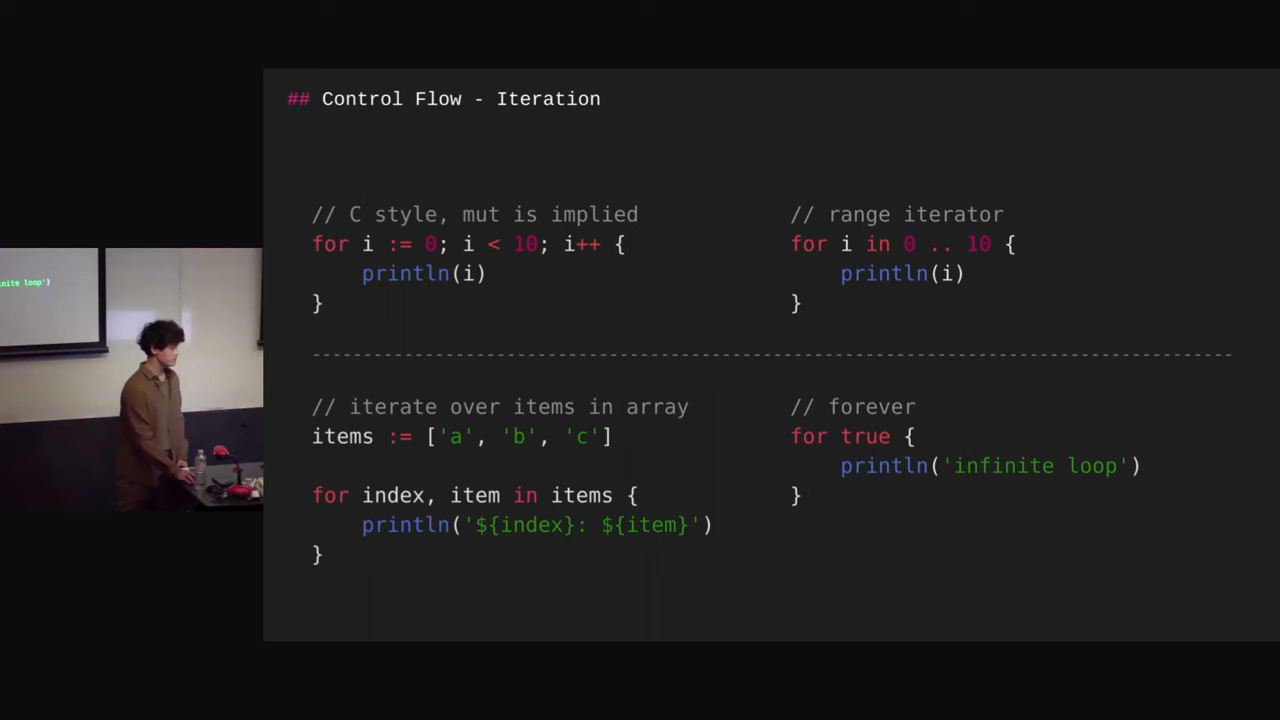 ## Control Flow - Iteration
// C style, mut is implied
for i := 0; i < 10; i++ {
    println(i)
}
// range iterator
for i in 0 .. 10 {
    println(i)
}
// iterate over items in array
items := ['a', 'b', 'c']
for index, item in items {
    println('${index}: ${item}')
}
// forever
for true {
    println('infinite loop')
}
nite loop')